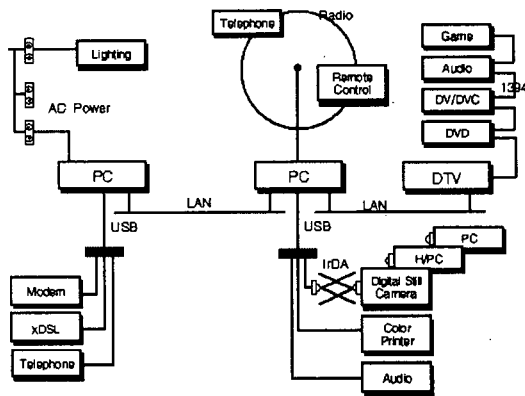 Telephone
Radio
Game
Lighting
Audio
Remote
Control
1394
DV/DVC
AC Power
DVD
PC
PC
DTV
LAN
LAN
USB
USB
PC
H/PC
IrDA
Digital Still
Camera
Modem
xDSL
Color
Printer
Telephone
Audio